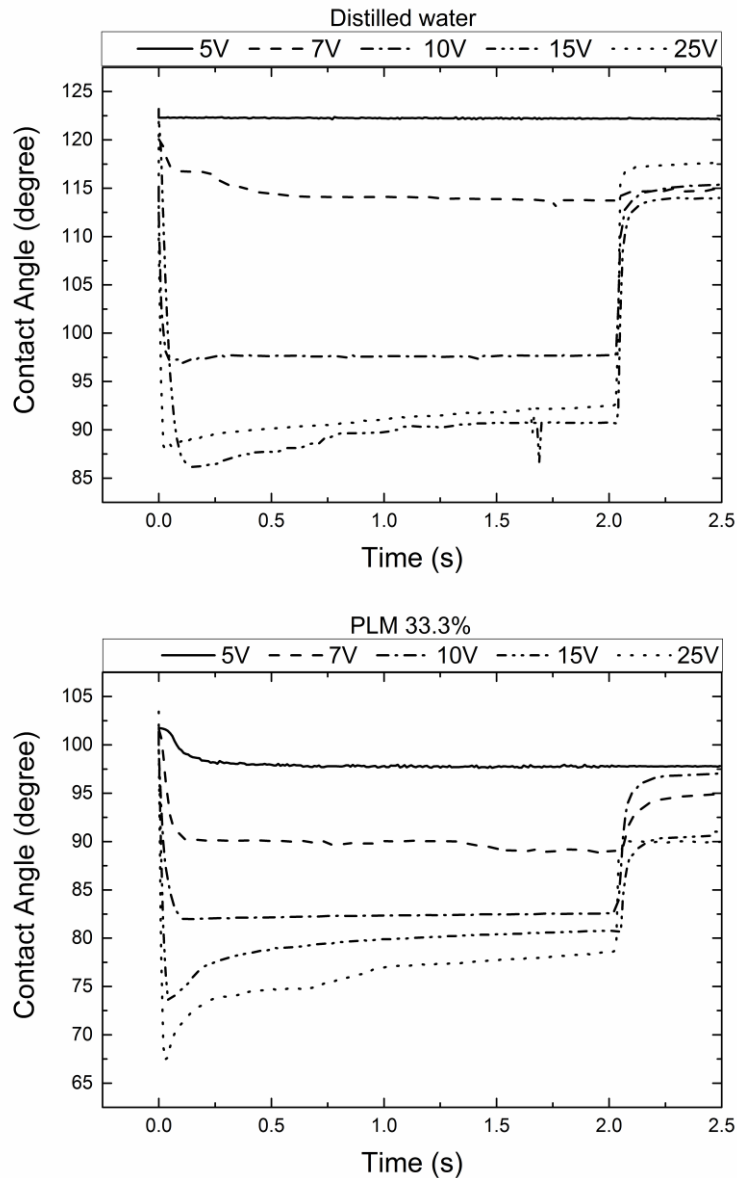 Distilled water
5V 7V 10V 15V 25V
125
120
115
110
105
100
95
90
85
Contact Angle (degree)
0.0 0.5 1.0 1.5 2.0 2.5
Time (s)
PLM 33.3%
5V 7V 10V 15V 25V
105
100
95
90
85
80
75
70
65
Contact Angle (degree)
0.0 0.5 1.0 1.5 2.0 2.5
Time (s)